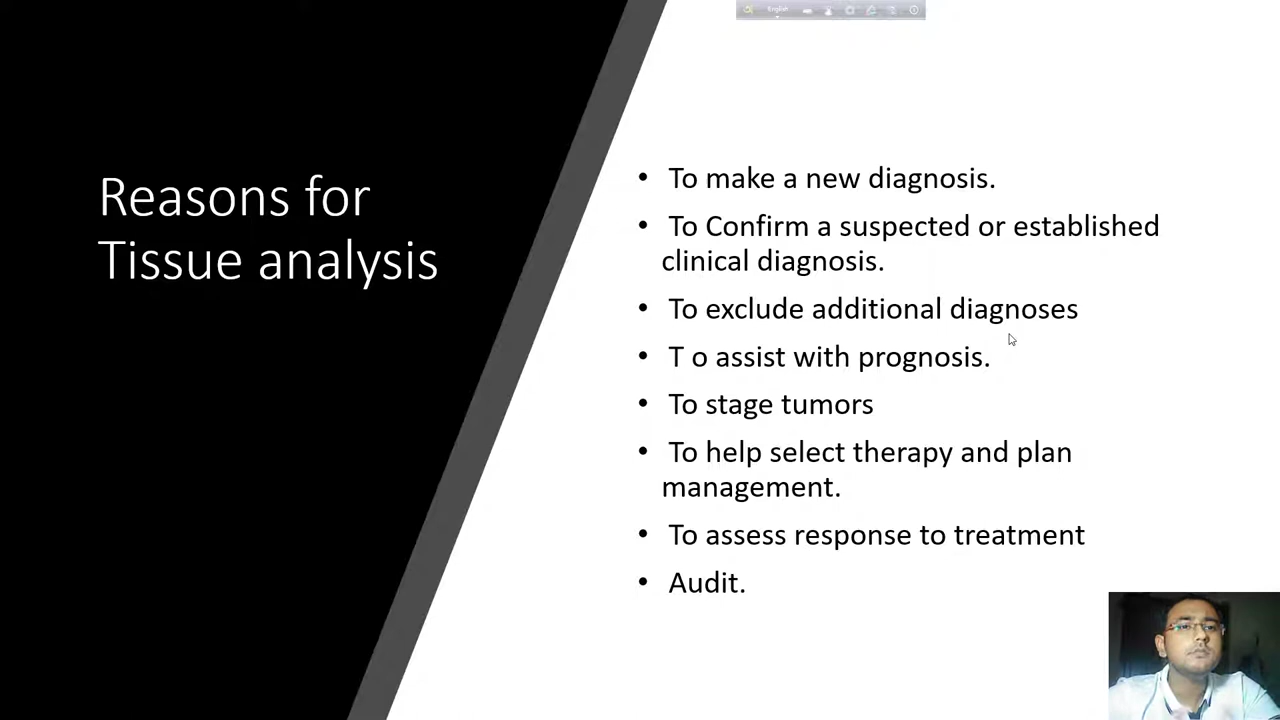 English
Reasons for
Tissue analysis
• To make a new diagnosis.
• To Confirm a suspected or established
clinical diagnosis.
• To exclude additional diagnoses
• T o assist with prognosis.
• To stage tumors
• To help select therapy and plan
management.
• To assess response to treatment
• Audit.